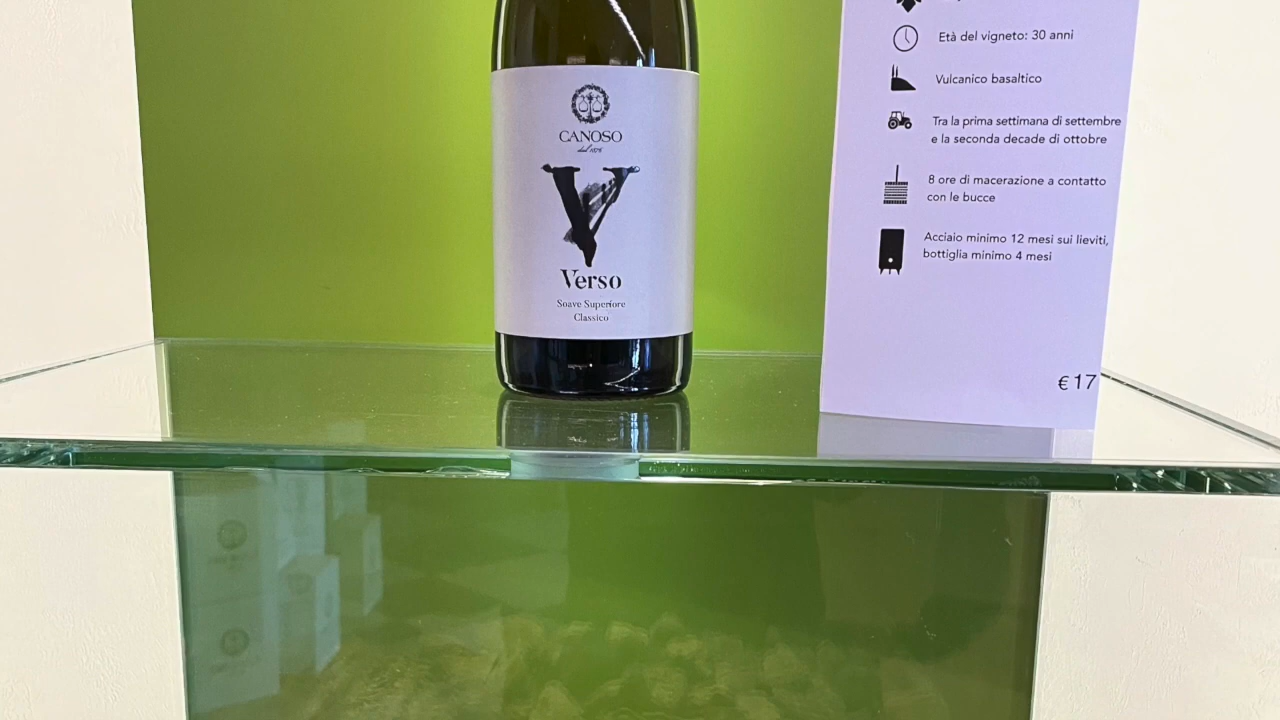 CANOSO
dal 1878
V
Verso
Soave Superiore
Classico
Età del vigneto: 30 anni
Vulcanico basaltico
Tra la prima settimana di settembre
e la seconda decade di ottobre
8 ore di macerazione a contatto
con le bucce
Acciaio minimo 12 mesi sui lieviti,
bottiglia minimo 4 mesi
€ 17